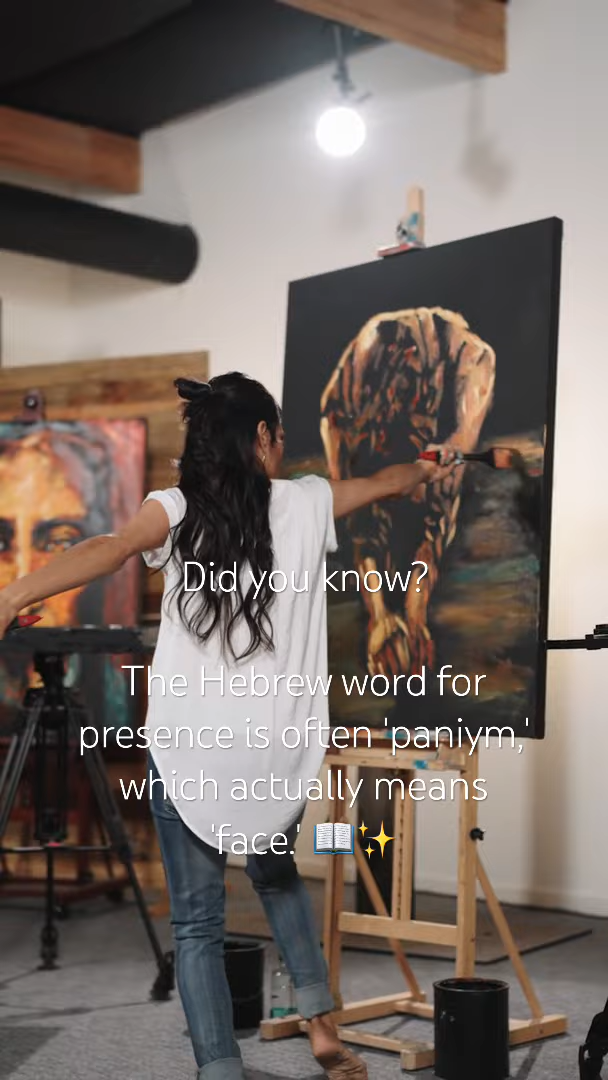 Did you know?
The Hebrew word for
presence is often 'paniym,'
which actually means
'face.' 📖✨